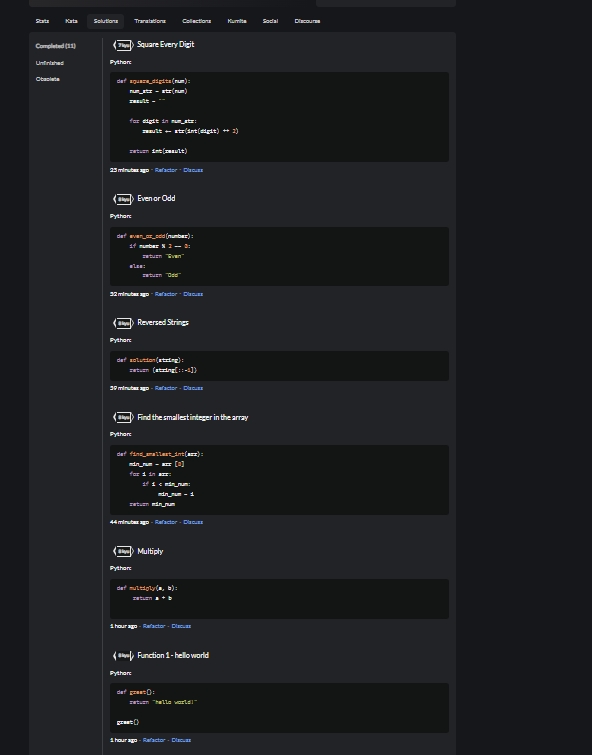 Stats Kata Solutions Translations Collections Kumite Social Discourse
Completed (11)
Unfinished
Obsolete
7 kyu Square Every Digit
Python:
def square_digits(num):
num_str = str(num)
result = ""
for digit in num_str:
result += str(int(digit) ** 2)
return int(result)
23 minutes ago · Refactor · Discuss
8 kyu Even or Odd
Python:
def even_or_odd(number):
if number % 2 == 0:
return "Even"
else:
return "Odd"
32 minutes ago · Refactor · Discuss
8 kyu Reversed Strings
Python:
def solution(string):
return (string[::-1])
39 minutes ago · Refactor · Discuss
8 kyu Find the smallest integer in the array
Python:
def find_smallest_int(arr):
min_num = arr [0]
for i in arr:
if i < min_num:
min_num = i
return min_num
44 minutes ago · Refactor · Discuss
8 kyu Multiply
Python:
def multiply(a, b):
return a * b
1 hour ago · Refactor · Discuss
8 kyu Function 1 - hello world
Python:
def greet():
return "hello world!"
greet()
1 hour ago · Refactor · Discuss